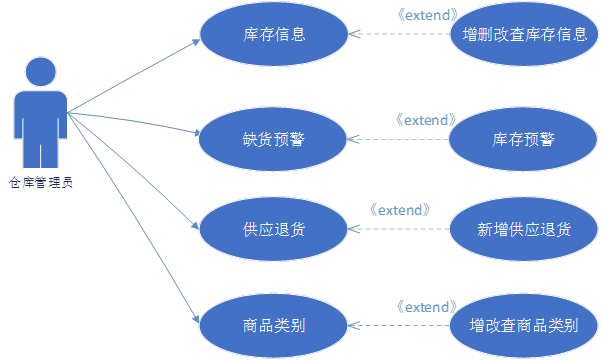 库存信息
《extend》
增删改查库存信息
缺货预警
《extend》
库存预警
仓库管理员
供应退货
《extend》
新增供应退货
商品类别
《extend》
增改查商品类别